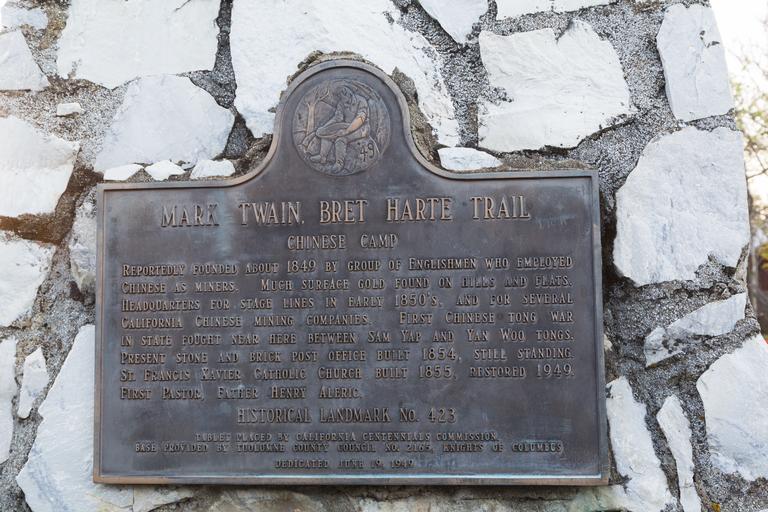 49
MARK TWAIN, BRET HARTE TRAIL
CHINESE CAMP
REPORTEDLY FOUNDED ABOUT 1849 BY GROUP OF ENGLISHMEN WHO EMPLOYED
CHINESE AS MINERS. MUCH SURFACE GOLD FOUND ON HILLS AND FLATS.
HEADQUARTERS FOR STAGE LINES IN EARLY 1850'S, AND FOR SEVERAL
CALIFORNIA CHINESE MINING COMPANIES. FIRST CHINESE TONG WAR
IN STATE FOUGHT NEAR HERE BETWEEN SAM YAP AND YAN WOO TONGS.
PRESENT STONE AND BRICK POST OFFICE BUILT 1854, STILL STANDING.
ST. FRANCIS XAVIER CATHOLIC CHURCH BUILT 1855, RESTORED 1949.
FIRST PASTOR, FATHER HENRY ALERIC.
HISTORICAL LANDMARK NO. 423
TABLET PLACED BY CALIFORNIA CENTENNIALS COMMISSION.
BASE PROVIDED BY TUOLUMNE COUNTY COUNCIL NO. 2165, KNIGHTS OF COLUMBUS
DEDICATED JUNE 19, 1949